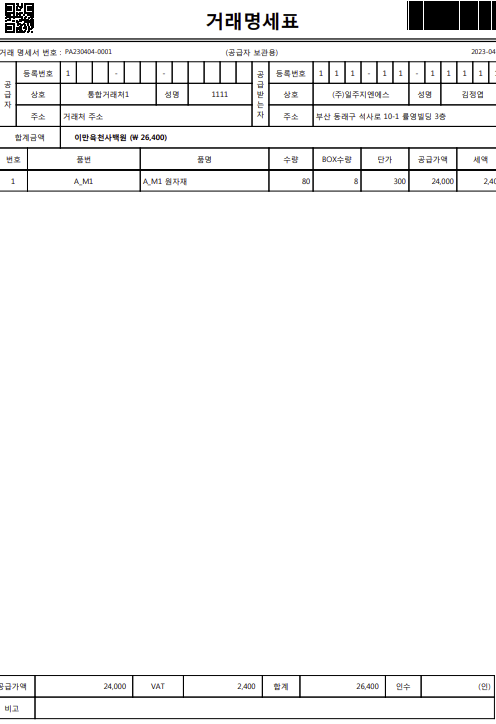 거래명세표
거래 명세서 번호 : PA230404-0001 (공급자 보관용) 2023-04
공급자 등록번호 1 - - 공급받는자 등록번호 1 1 1 - 1 1 - 1 1 1 1
상호 통합거래처1 성명 1111 상호 (주)일주지엔에스 성명 김정엽
주소 거래처 주소 주소 부산 동래구 석사로 10-1 률영빌딩 3층
합계금액 이만육천사백원 (₩ 26,400)
번호 품번 품명 수량 BOX수량 단가 공급가액 세액
1 A_M1 A_M1 원자재 80 8 300 24,000 2,40
공급가액 24,000 VAT 2,400 합계 26,400 인수 (인)
비고